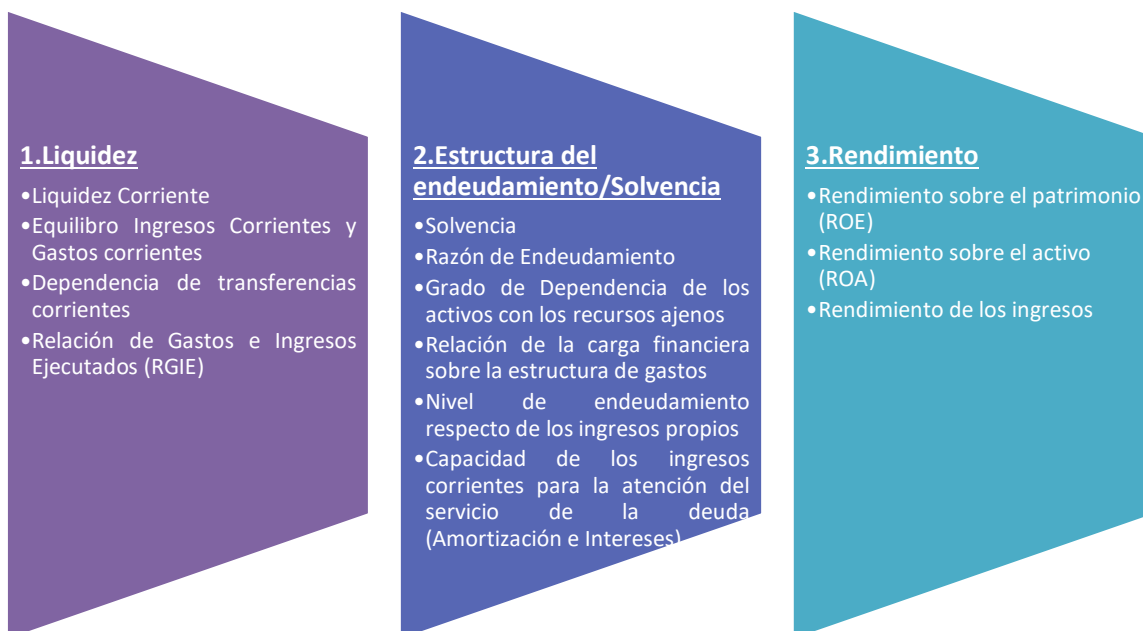 1.Liquidez
•Liquidez Corriente
•Equilibro Ingresos Corrientes y
Gastos corrientes
•Dependencia de transferencias
corrientes
•Relación de Gastos e Ingresos
Ejecutados (RGIE)
2.Estructura del
endeudamiento/Solvencia
•Solvencia
•Razón de Endeudamiento
•Grado de Dependencia de los
activos con los recursos ajenos
•Relación de la carga financiera
sobre la estructura de gastos
•Nivel de endeudamiento
respecto de los ingresos propios
•Capacidad de los ingresos
corrientes para la atención del
servicio de la deuda
(Amortización e Intereses)
3.Rendimiento
•Rendimiento sobre el patrimonio
(ROE)
•Rendimiento sobre el activo
(ROA)
•Rendimiento de los ingresos